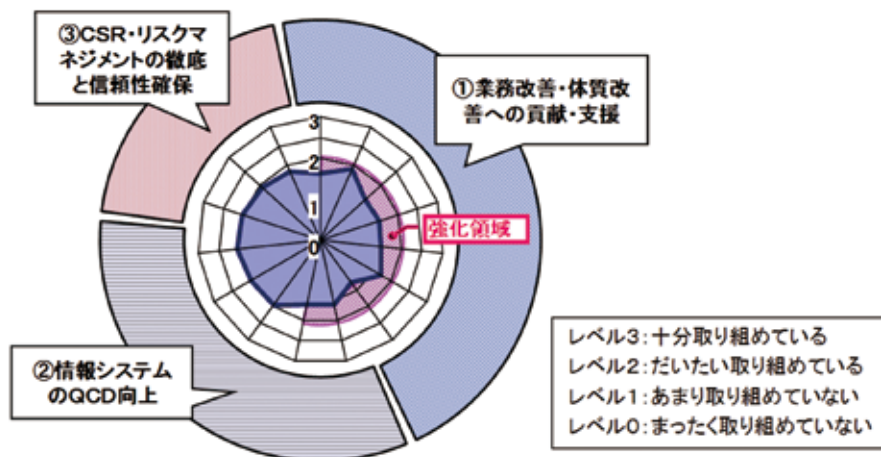 ③CSR・リスクマ
ネジメントの徹底
と信頼性確保
①業務改善・体質改
善への貢献・支援
3
2
1
0
強化領域
②情報システム
のQCD向上
レベル3：十分取り組めている
レベル2：だいたい取り組めている
レベル1：あまり取り組めていない
レベル0：まったく取り組めていない